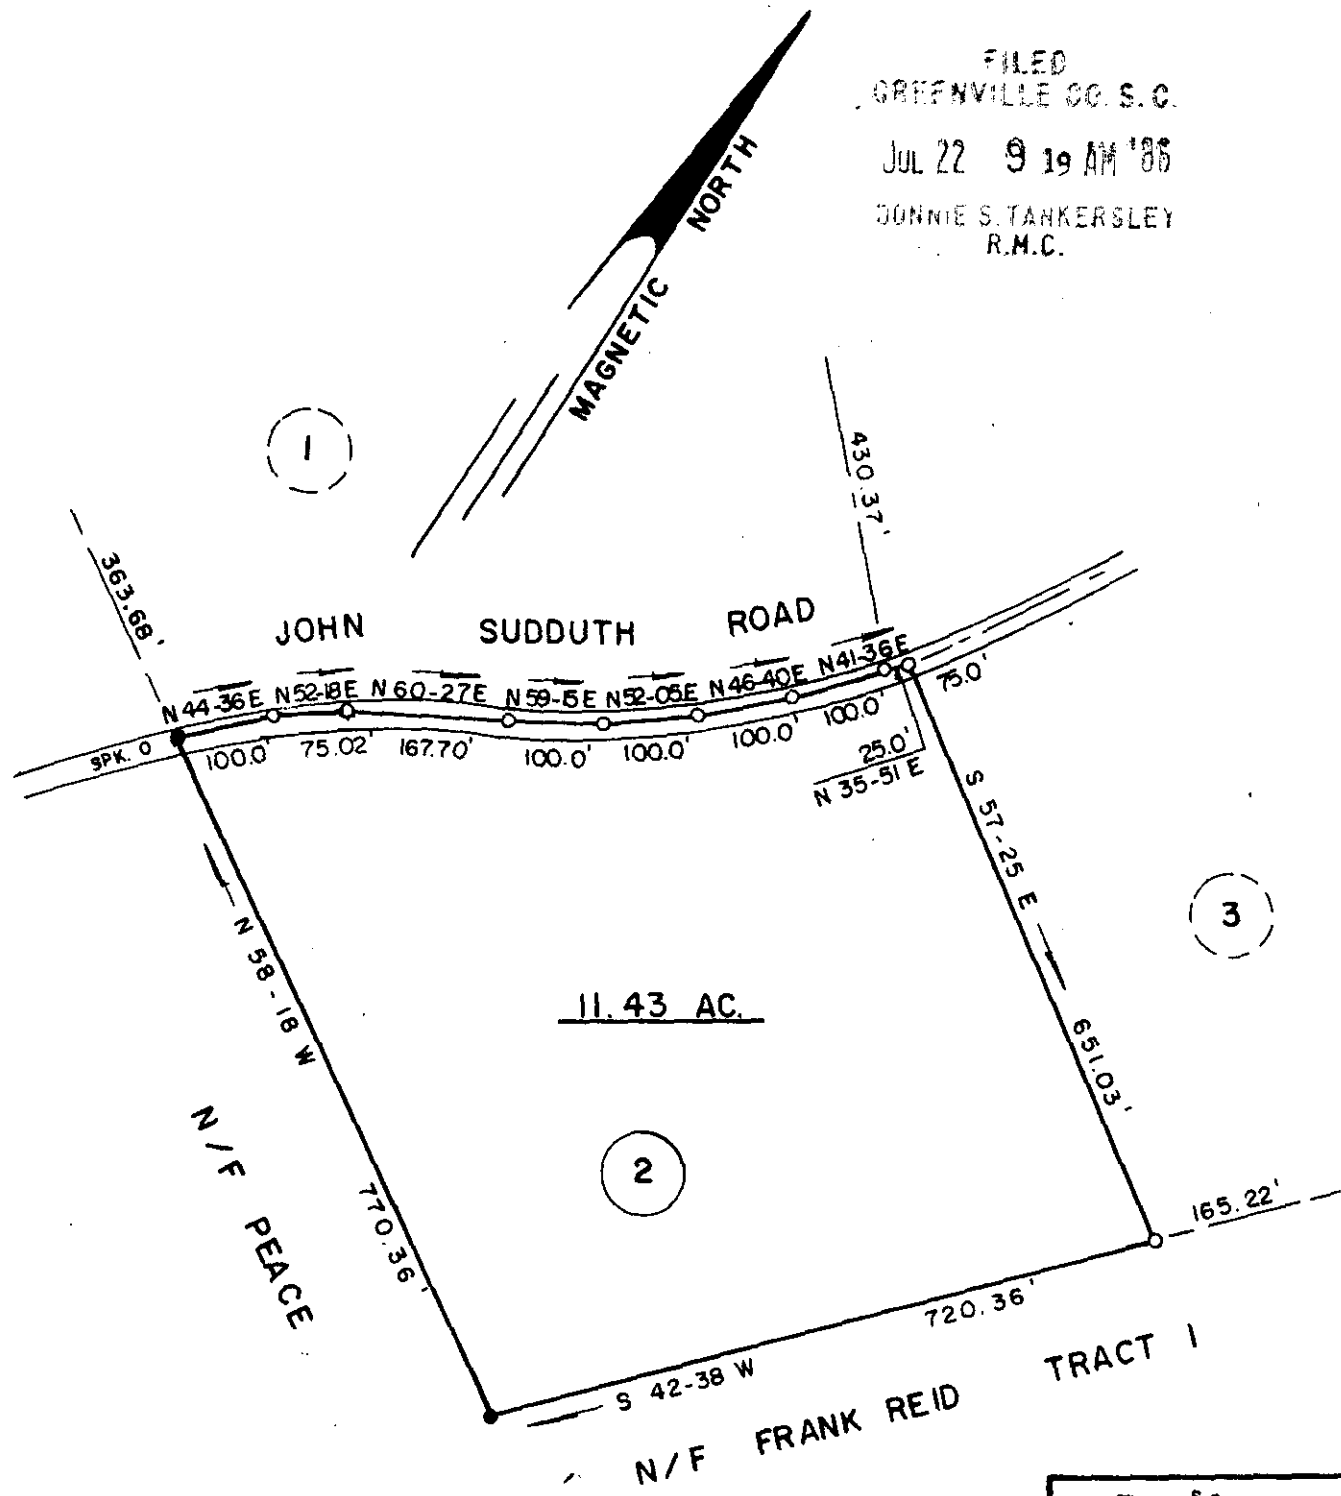 FILED
GREENVILLE CO. S. C.
JUL 22 9 19 AM '86
DONNIE S. TANKERSLEY
R.M.C.
MAGNETIC NORTH
1
430.37'
363.68'
JOHN SUDDUTH ROAD
N 44-36 E
N 52-18 E
N 60-27 E
N 59-15 E
N 52-05 E
N 46-40 E
N 41-36 E
SPK. O
100.0'
75.02'
167.70'
100.0'
100.0'
100.0'
100.0'
75.0'
25.0'
N 35-51 E
S 57-25 E
651.03'
3
N 58-18 W
770.36'
11.43 AC.
N/F PEACE
2
165.22'
720.36'
S 42-38 W
N/F FRANK REID TRACT 1